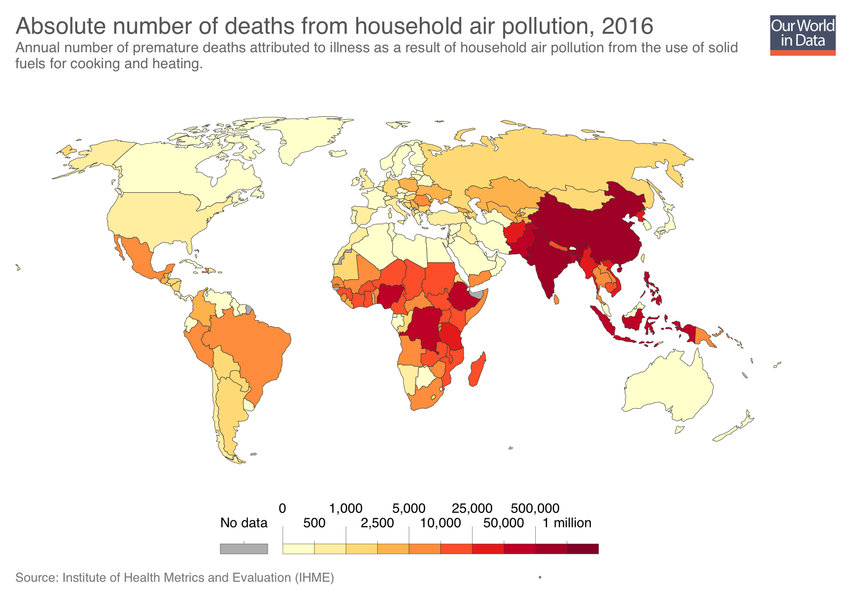 Absolute number of deaths from household air pollution, 2016
Annual number of premature deaths attributed to illness as a result of household air pollution from the use of solid
fuels for cooking and heating.
Our World
in Data
0 1,000 5,000 25,000 500,000
No data 500 2,500 10,000 50,000 1 million
Source: Institute of Health Metrics and Evaluation (IHME)